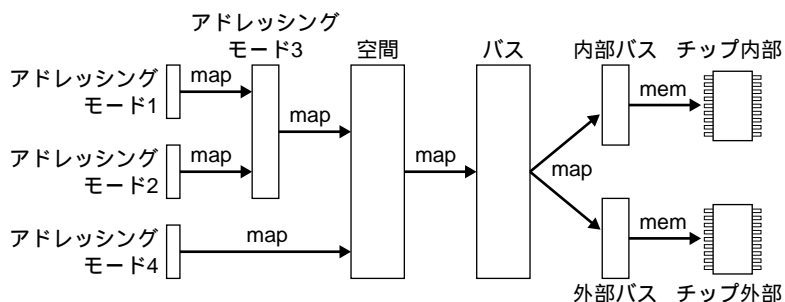 アドレッシング
モード3
空間
バス
内部バス
チップ内部
アドレッシング
モード1
map
map
mem
アドレッシング
モード2
map
map
map
アドレッシング
モード4
map
mem
外部バス
チップ外部